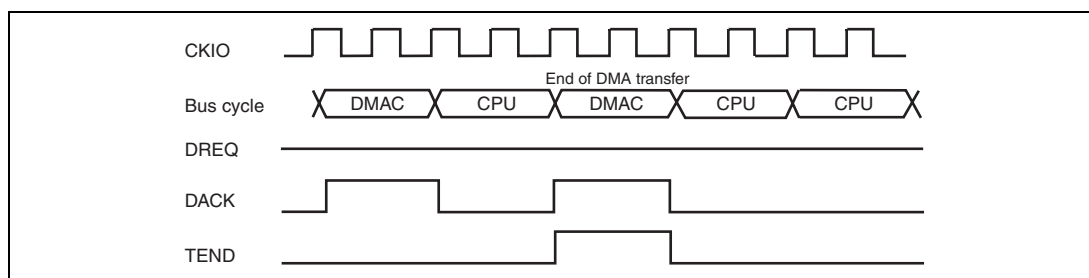 CKIO
End of DMA transfer
Bus cycle DMAC CPU DMAC CPU CPU
DREQ
DACK
TEND